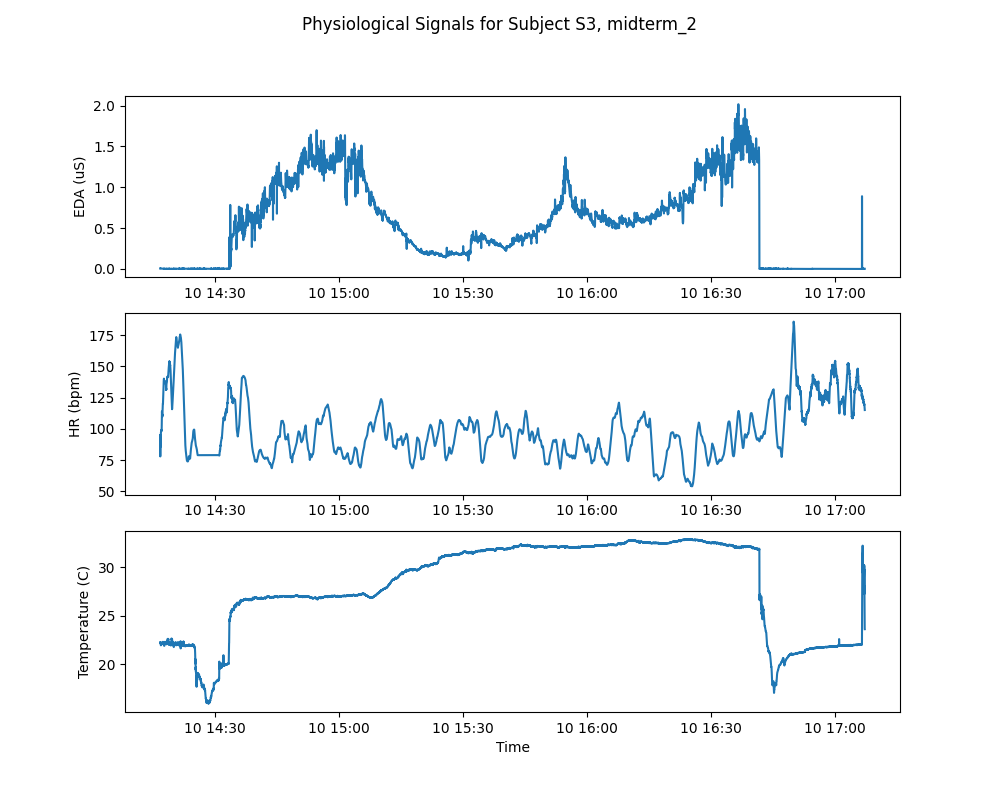 Physiological Signals for Subject S3, midterm_2
2.0
1.5
1.0
0.5
0.0
EDA (uS)
10 14:30 10 15:00 10 15:30 10 16:00 10 16:30 10 17:00
175
150
125
100
75
50
HR (bpm)
10 14:30 10 15:00 10 15:30 10 16:00 10 16:30 10 17:00
30
25
20
Temperature (C)
10 14:30 10 15:00 10 15:30 10 16:00 10 16:30 10 17:00
Time